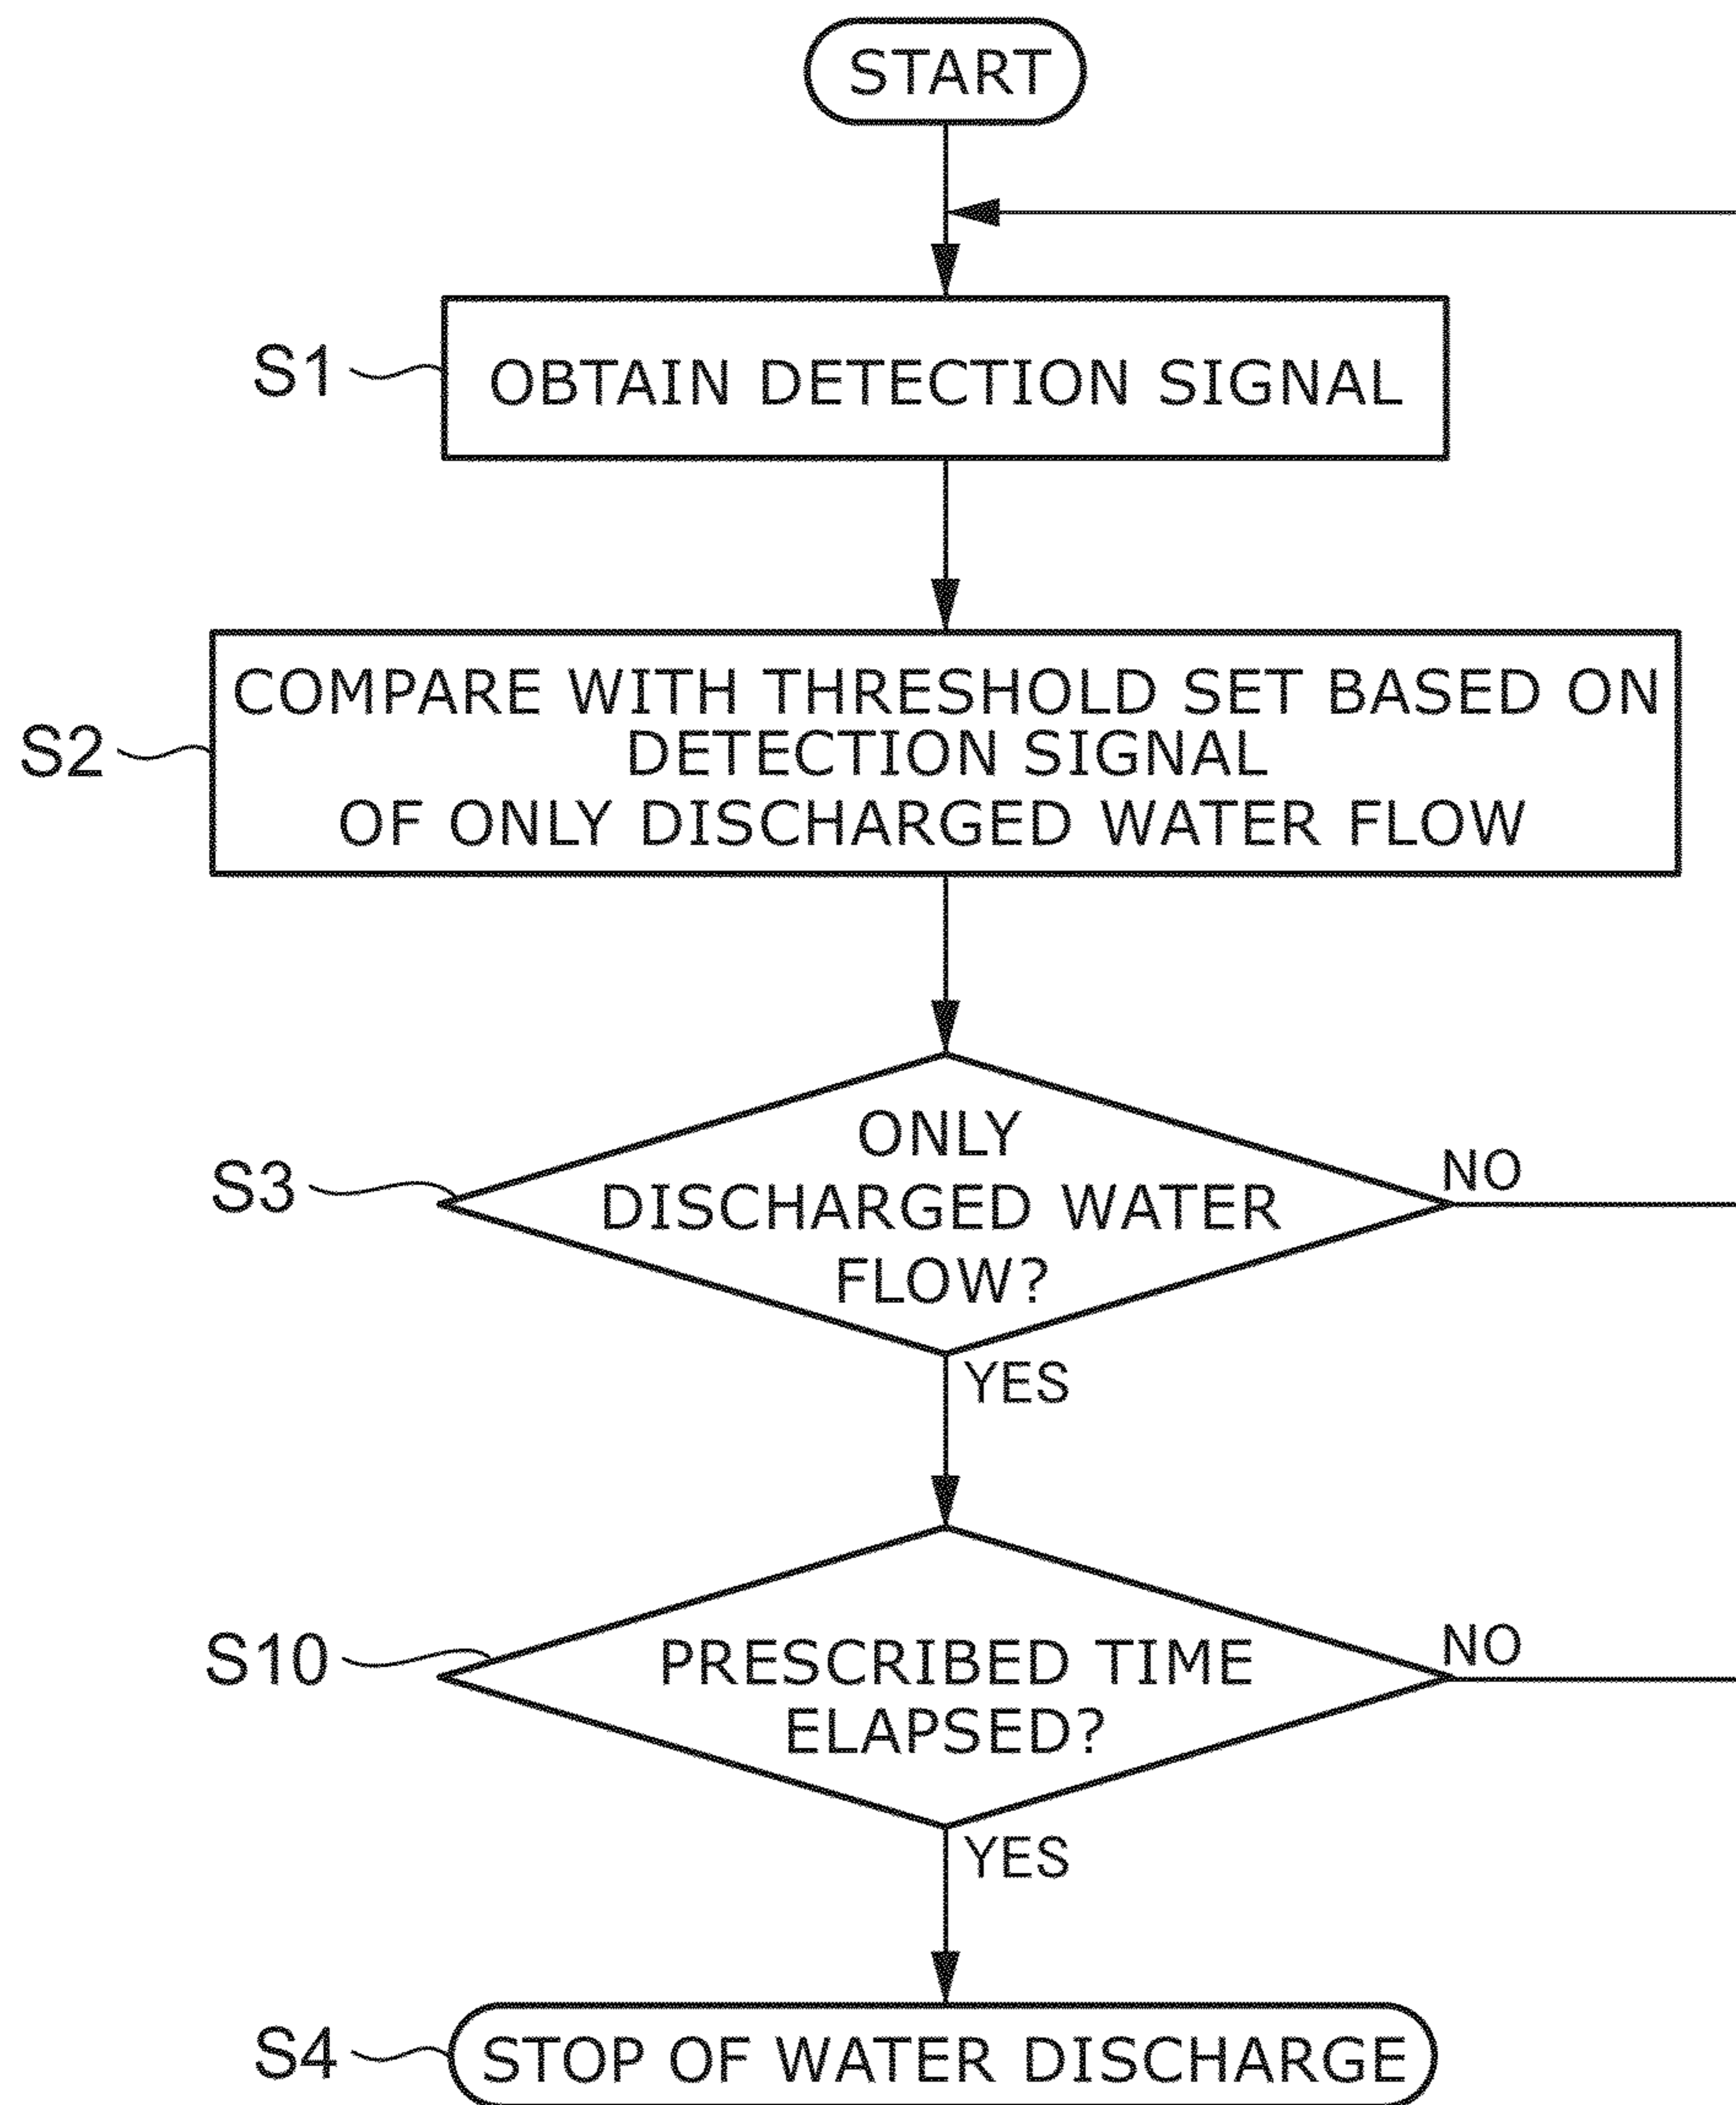 START
S1
OBTAIN DETECTION SIGNAL
S2
COMPARE WITH THRESHOLD SET BASED ON
DETECTION SIGNAL
OF ONLY DISCHARGED WATER FLOW
S3
ONLY
DISCHARGED WATER
FLOW?
NO
YES
S10
PRESCRIBED TIME
ELAPSED?
NO
YES
S4
STOP OF WATER DISCHARGE